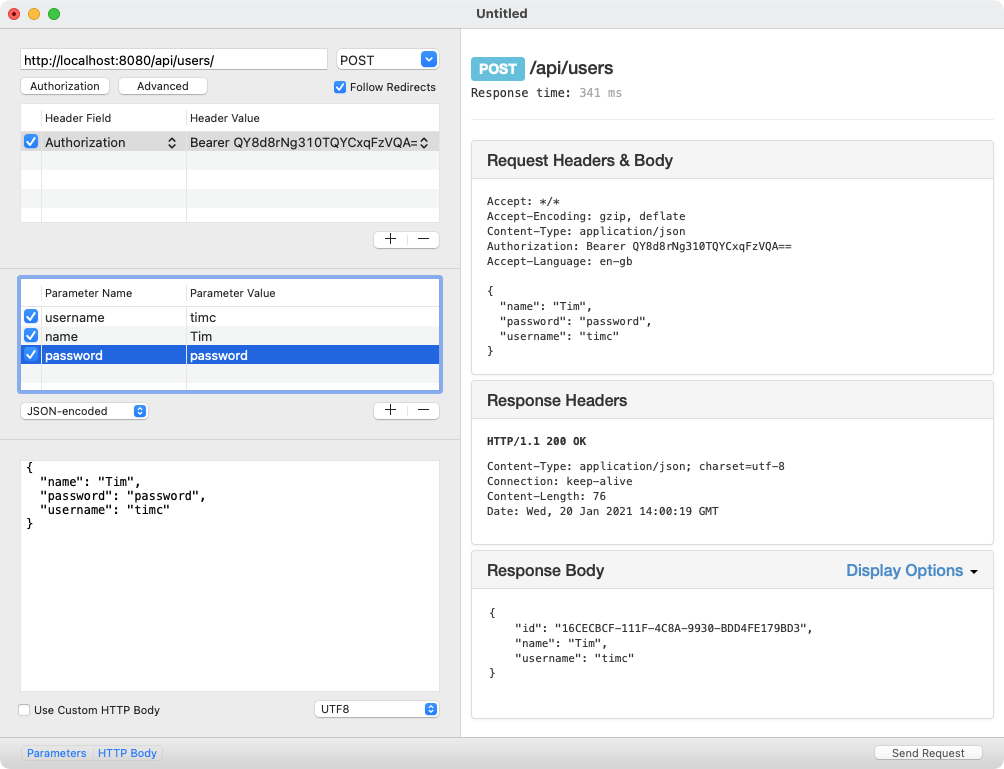 Untitled
http://localhost:8080/api/users/
POST
Authorization
Advanced
Follow Redirects
Header Field
Header Value
Authorization
Bearer QY8d8rNg310TQYCxqFzVQA=
Parameter Name
Parameter Value
username
timc
name
Tim
password
password
JSON-encoded
{
"name": "Tim",
"password": "password",
"username": "timc"
}
Use Custom HTTP Body
UTF8
Parameters
HTTP Body
POST /api/users
Response time: 341 ms
Request Headers & Body
Accept: */*
Accept-Encoding: gzip, deflate
Content-Type: application/json
Authorization: Bearer QY8d8rNg310TQYCxqFzVQA==
Accept-Language: en-gb
{
"name": "Tim",
"password": "password",
"username": "timc"
}
Response Headers
HTTP/1.1 200 OK
Content-Type: application/json; charset=utf-8
Connection: keep-alive
Content-Length: 76
Date: Wed, 20 Jan 2021 14:00:19 GMT
Response Body
Display Options
{
"id": "16CECBCF-111F-4C8A-9930-BDD4FE179BD3",
"name": "Tim",
"username": "timc"
}
Send Request